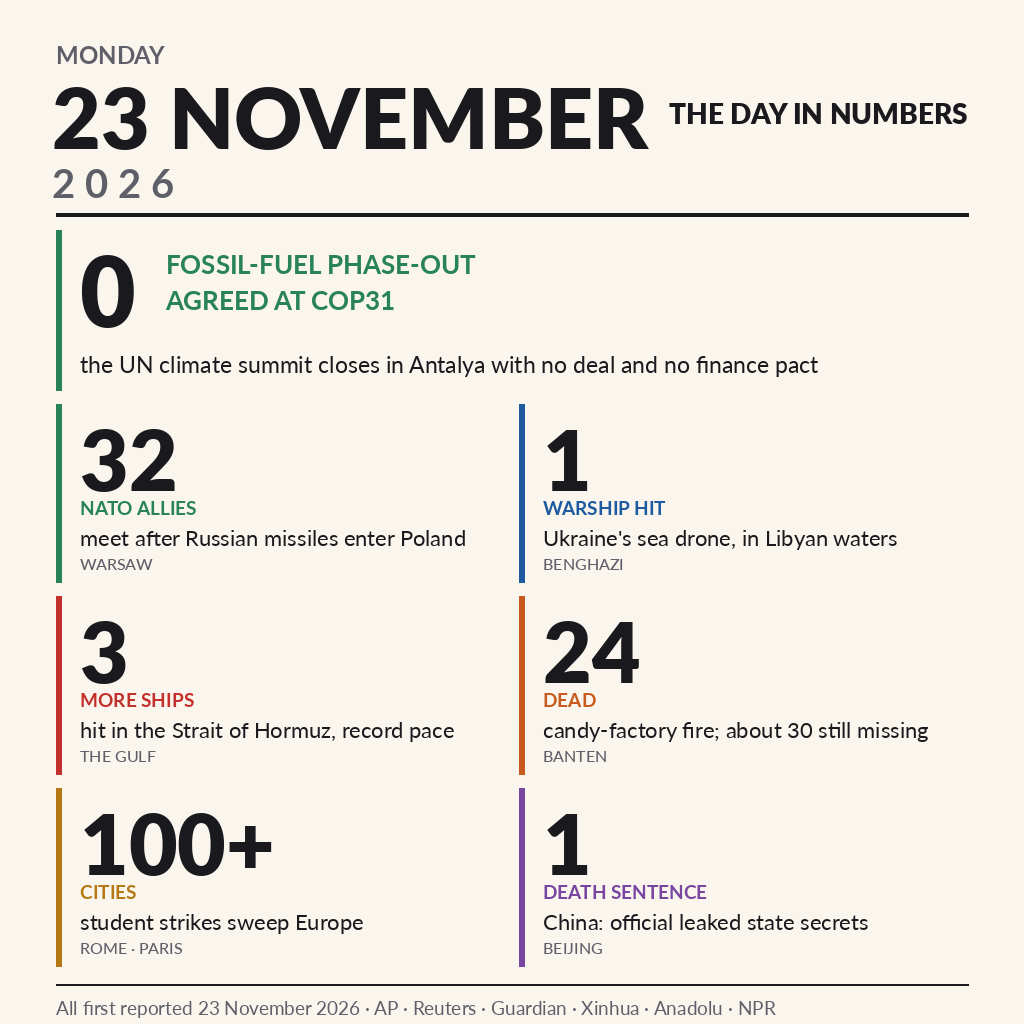 MONDAY
23 NOVEMBER
THE DAY IN NUMBERS
2026
0
FOSSIL-FUEL PHASE-OUT
AGREED AT COP31
the UN climate summit closes in Antalya with no deal and no finance pact
32
NATO ALLIES
meet after Russian missiles enter Poland
WARSAW
1
WARSHIP HIT
Ukraine's sea drone, in Libyan waters
BENGHAZI
3
MORE SHIPS
hit in the Strait of Hormuz, record pace
THE GULF
24
DEAD
candy-factory fire; about 30 still missing
BANTEN
100+
CITIES
student strikes sweep Europe
ROME · PARIS
1
DEATH SENTENCE
China: official leaked state secrets
BEIJING
All first reported 23 November 2026 · AP · Reuters · Guardian · Xinhua · Anadolu · NPR